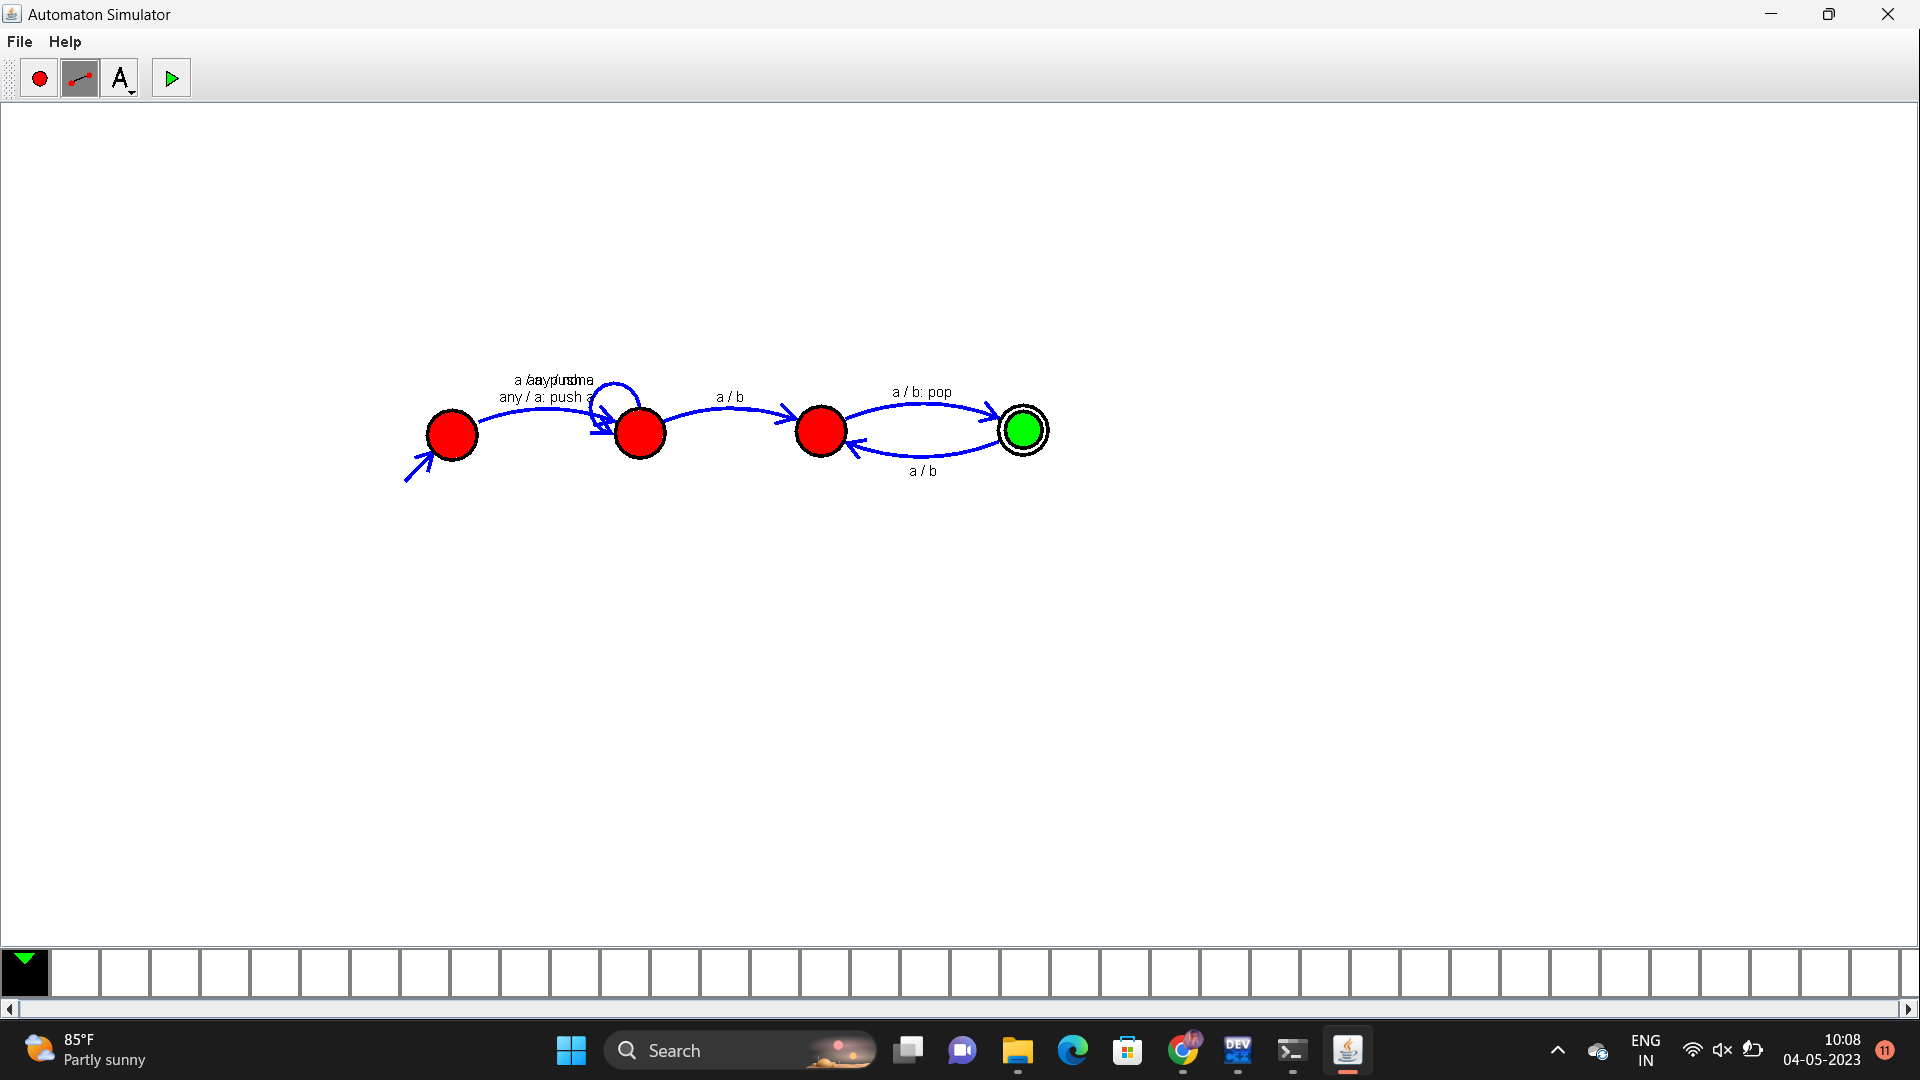 Automaton Simulator
File Help
A
any / a: push a
a / b
a / b: pop
a / b
85°F
Partly sunny
Search
DEV
ENG
IN
10:08
04-05-2023
11